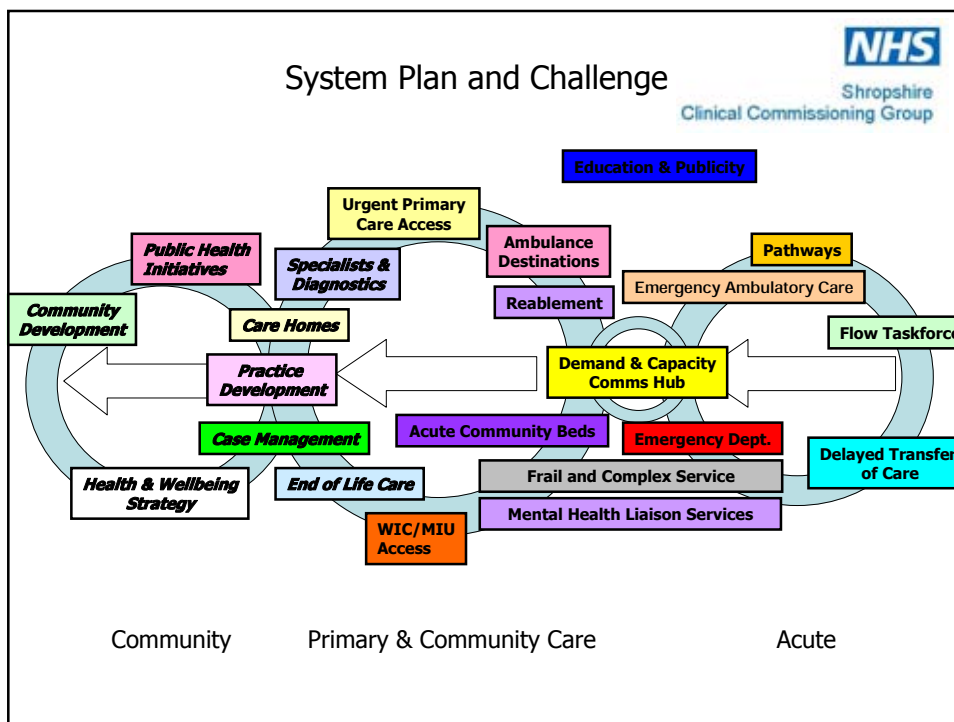 NHS
Shropshire
Clinical Commissioning Group
System Plan and Challenge
Education & Publicity
Urgent Primary
Care Access
Public Health
Initiatives
Specialists &
Diagnostics
Ambulance
Destinations
Pathways
Emergency Ambulatory Care
Reablement
Community
Development
Care Homes
Flow Taskforce
Practice
Development
Demand & Capacity
Comms Hub
Case Management
Acute Community Beds
Emergency Dept.
Delayed Transfer
of Care
Health & Wellbeing
Strategy
End of Life Care
Frail and Complex Service
Mental Health Liaison Services
WIC/MIU
Access
Community
Primary & Community Care
Acute